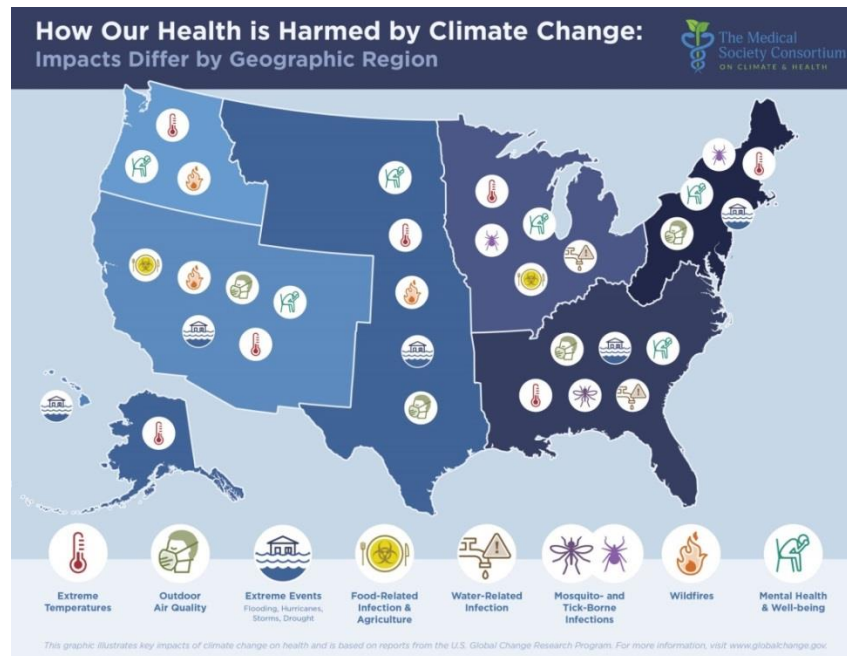 How Our Health is Harmed by Climate Change:
Impacts Differ by Geographic Region
The Medical
Society Consortium
ON CLIMATE & HEALTH
Extreme
Temperatures
Outdoor
Air Quality
Extreme Events
Flooding, Hurricanes,
Storms, Drought
Food-Related
Infection &
Agriculture
Water-Related
Infection
Mosquito- and
Tick-Borne
Infections
Wildfires
Mental Health
& Well-being
This graphic illustrates key impacts of climate change on health and is based on reports from the U.S. Global Change Research Program. For more information, visit www.globalchange.gov.